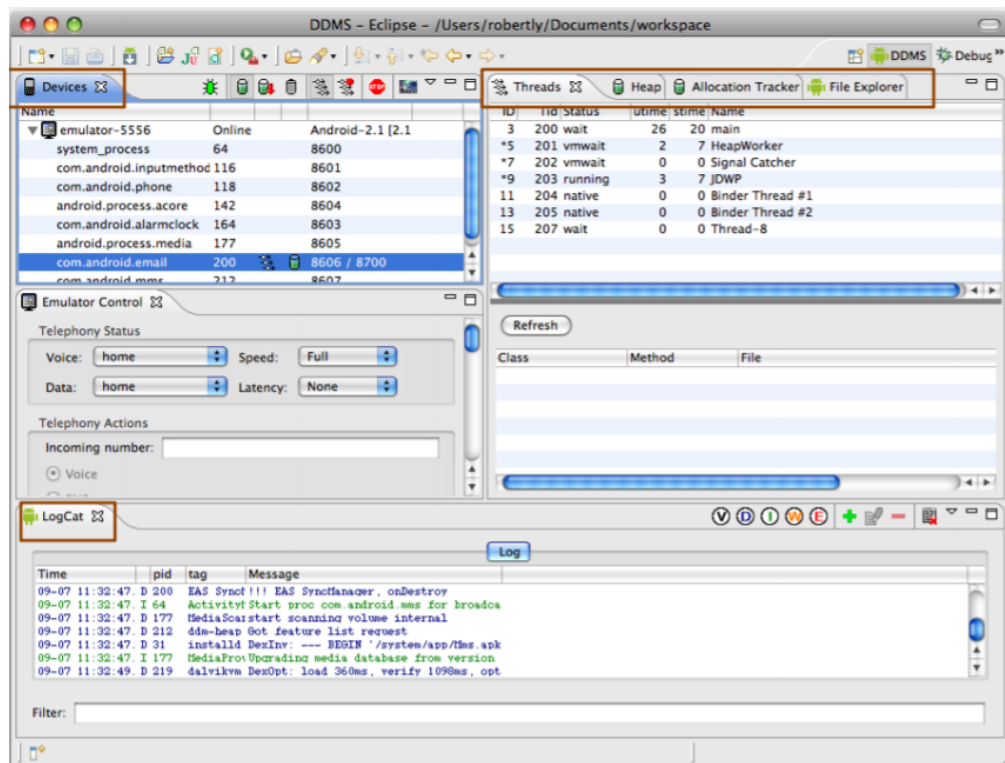 DDMS – Eclipse – /Users/robertly/Documents/workspace
DDMS Debug »
Devices
Name
emulator-5556 Online Android-2.1 [2.1
system_process 64 8600
com.android.inputmethod 116 8601
com.android.phone 118 8602
android.process.acore 142 8604
com.android.alarmclock 164 8603
android.process.media 177 8605
com.android.email 200 8606 / 8700
com.android.mms 212 8607
Threads Heap Allocation Tracker File Explorer
ID Tid Status utime stime Name
3 200 wait 26 20 main
*5 201 vmwait 2 7 HeapWorker
*7 202 vmwait 0 0 Signal Catcher
*9 203 running 3 7 JDWP
11 204 native 0 0 Binder Thread #1
13 205 native 0 0 Binder Thread #2
15 207 wait 0 0 Thread-8
Refresh
Class Method File
Emulator Control
Telephony Status
Voice: home Speed: Full
Data: home Latency: None
Telephony Actions
Incoming number:
Voice
LogCat
V D I W E
Log
Time pid tag Message
09-07 11:32:47. D 200 EAS Sync !!! EAS SyncManager, onDestroy
09-07 11:32:47. I 64 Activity Start proc com.android.mms for broadca
09-07 11:32:47. D 177 MediaScar start scanning volume internal
09-07 11:32:47. D 212 ddm-heap Got feature list request
09-07 11:32:47. D 31 installd DexInv: --- BEGIN '/system/app/Mms.apk
09-07 11:32:47. I 177 MediaPro Upgrading media database from version
09-07 11:32:49. D 219 dalvikvm DexOpt: load 360ms, verify 1098ms, opt
Filter: